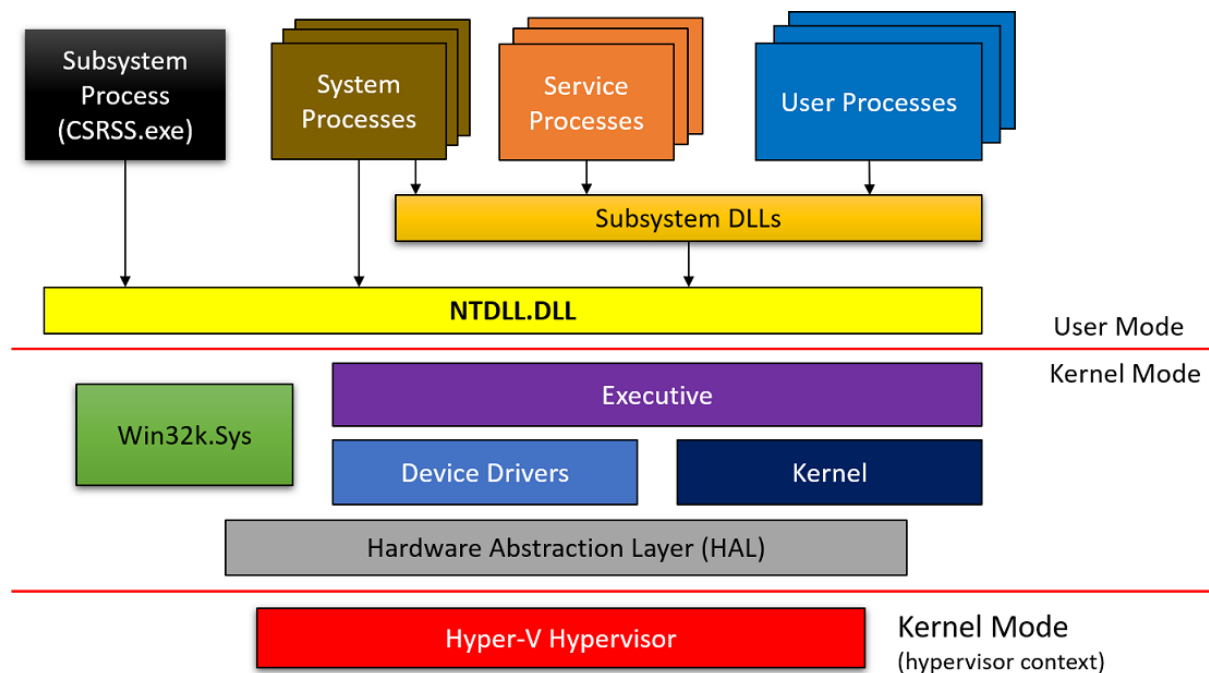 Subsystem
Process
(CSRSS.exe)
System
Processes
Service
Processes
User Processes
Subsystem DLLs
NTDLL.DLL
User Mode
Kernel Mode
Executive
Win32k.Sys
Device Drivers
Kernel
Hardware Abstraction Layer (HAL)
Hyper-V Hypervisor
Kernel Mode
(hypervisor context)